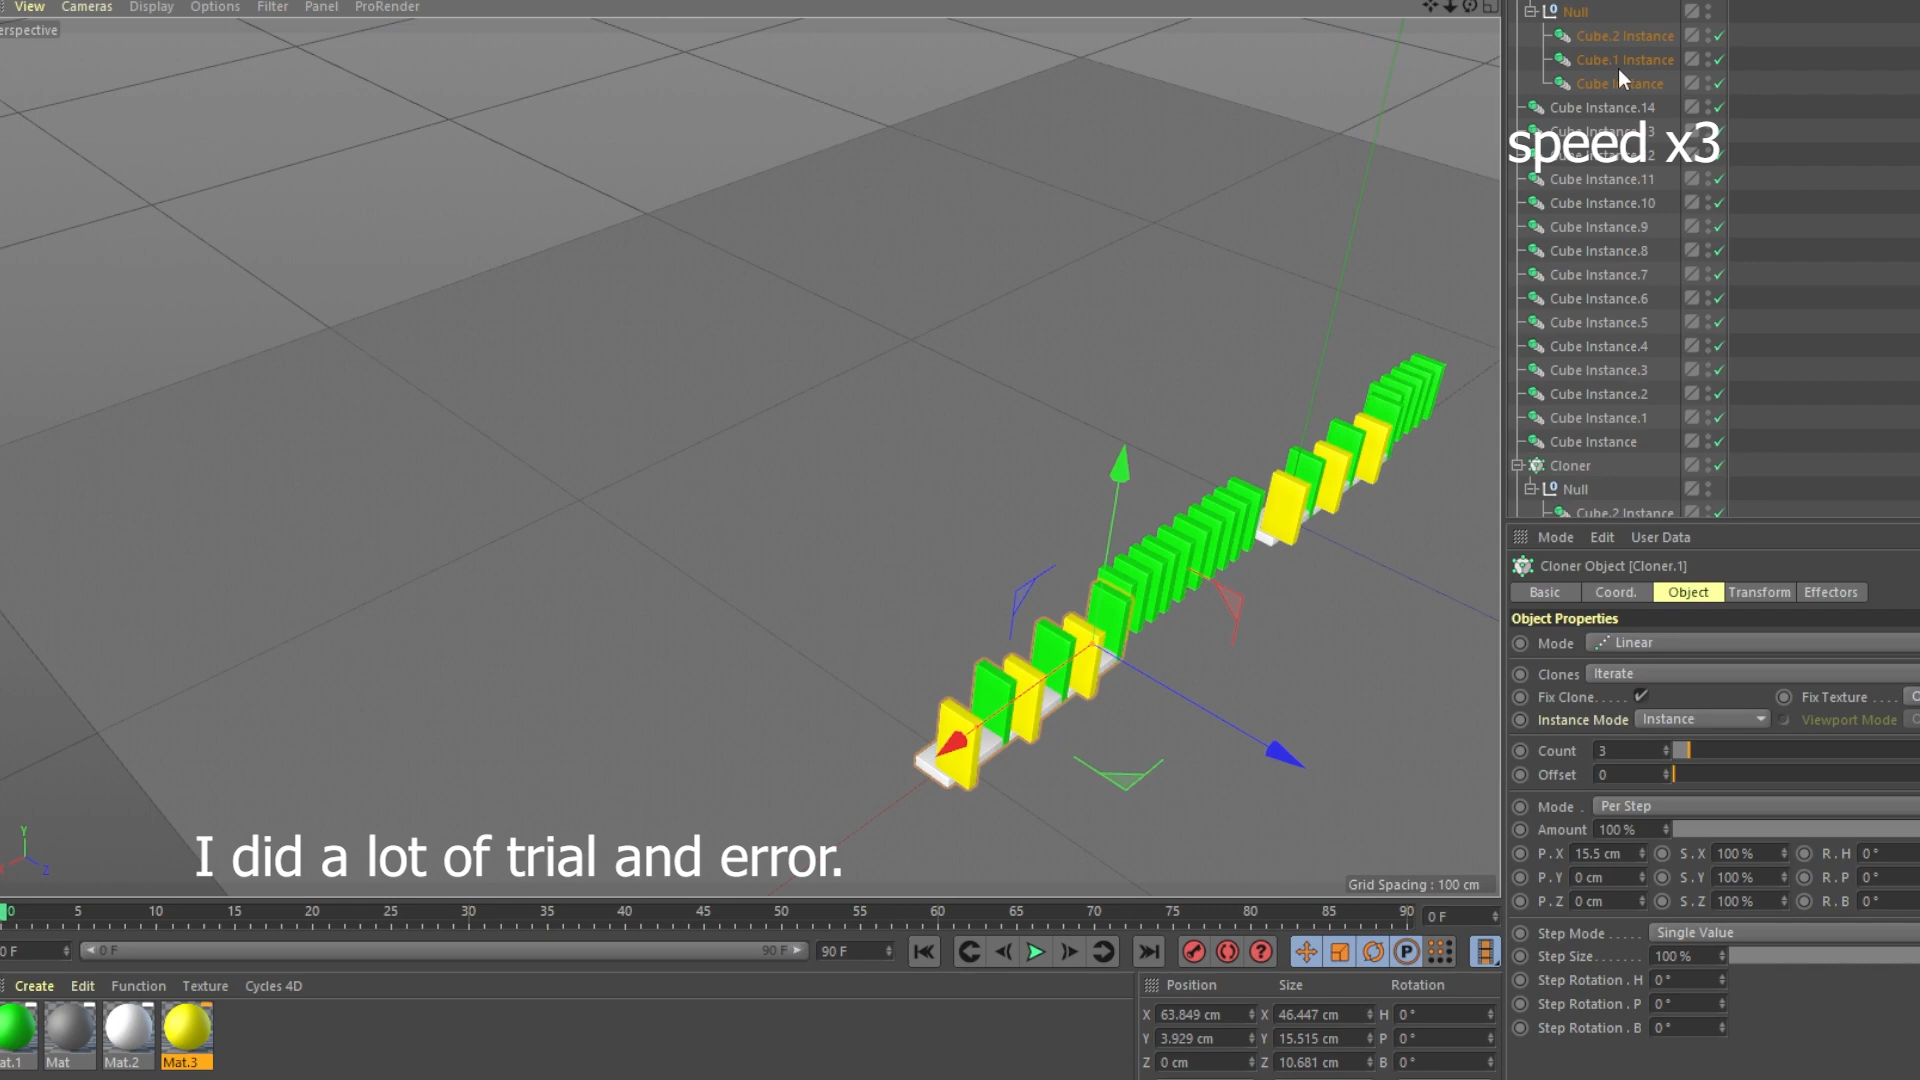 View Cameras Display Options Filter Panel ProRender
erspective
Null
Cube.2 Instance
Cube.1 Instance
Cube Instance
Cube Instance.14
speed x3
Cube Instance.11
Cube Instance.10
Cube Instance.9
Cube Instance.8
Cube Instance.7
Cube Instance.6
Cube Instance.5
Cube Instance.4
Cube Instance.3
Cube Instance.2
Cube Instance.1
Cube Instance
Cloner
Null
Cube.2 Instance
Mode Edit User Data
Cloner Object [Cloner.1]
Basic Coord. Object Transform Effectors
Object Properties
Mode Linear
Clones Iterate
Fix Clone..... Fix Texture ....
Instance Mode Instance Viewport Mode
Count 3
Offset 0
Mode . Per Step
Amount 100 %
P . X 15.5 cm S . X 100 % R . H 0 °
P . Y 0 cm S . Y 100 % R . P 0 °
P . Z 0 cm S . Z 100 % R . B 0 °
Step Mode ..... Single Value
Step Size....... 100 %
Step Rotation . H 0 °
Step Rotation . P 0 °
Step Rotation . B 0 °
I did a lot of trial and error.
Grid Spacing : 100 cm
Y
Z
0 5 10 15 20 25 30 35 40 45 50 55 60 65 70 75 80 85 90 0 F
0 F 0 F 90 F 90 F
Create Edit Function Texture Cycles 4D
at.1 Mat Mat.2 Mat.3
Position Size Rotation
X 63.849 cm X 46.447 cm H 0 °
Y 3.929 cm Y 15.515 cm P 0 °
Z 0 cm Z 10.681 cm B 0 °